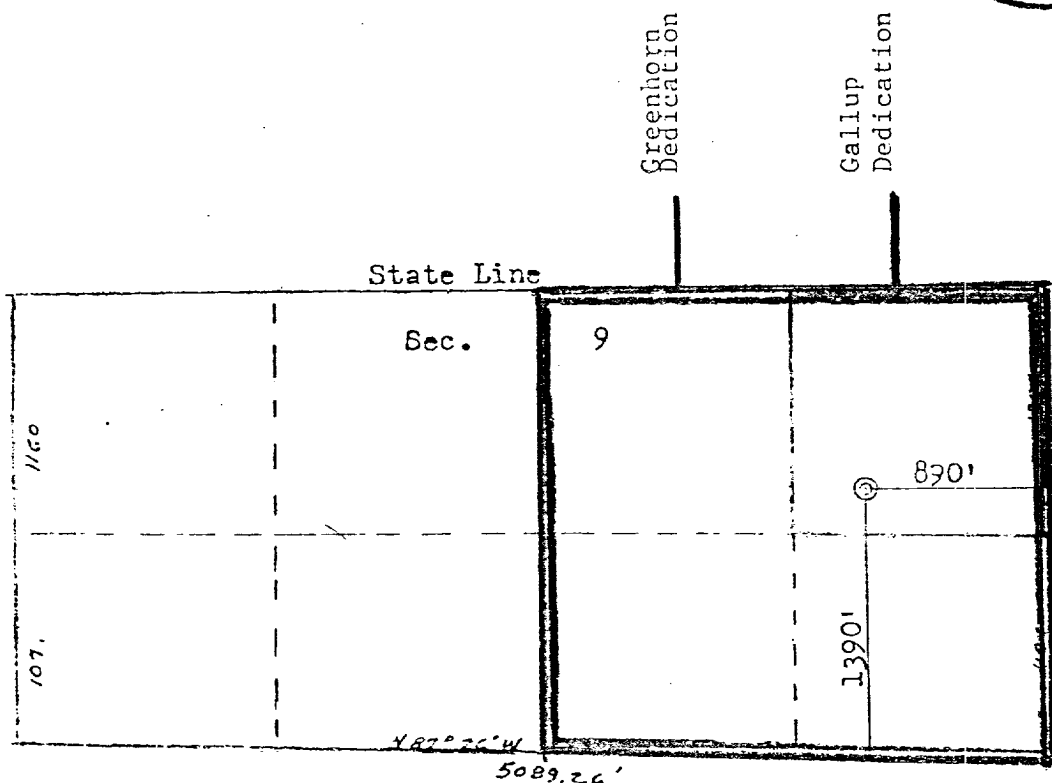 Greenhorn
Dedication
Gallup
Dedication
State Line
Sec. 9
1160
890'
1390'
107.
5089.26'